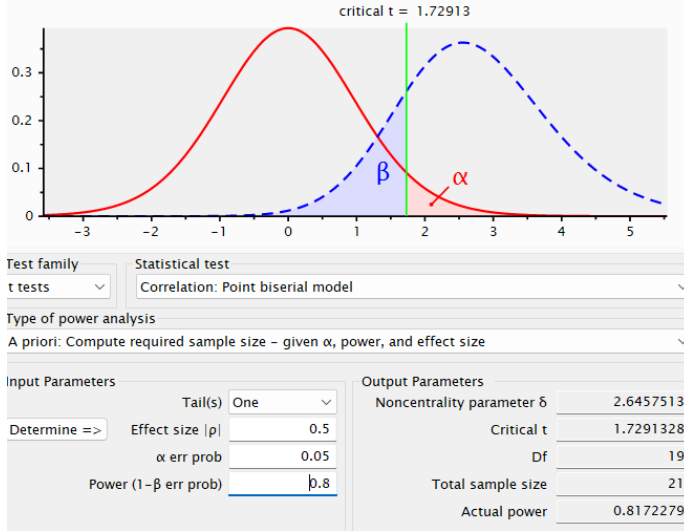 critical t = 1.72913
0.3
0.2
0.1
0
β
α
-3 -2 -1 0 1 2 3 4 5
Test family Statistical test
t tests Correlation: Point biserial model
Type of power analysis
A priori: Compute required sample size – given α, power, and effect size
Input Parameters Output Parameters
Tail(s) One Noncentrality parameter δ 2.6457513
Determine => Effect size |ρ| 0.5 Critical t 1.7291328
α err prob 0.05 Df 19
Power (1-β err prob) 0.8 Total sample size 21
Actual power 0.8172279